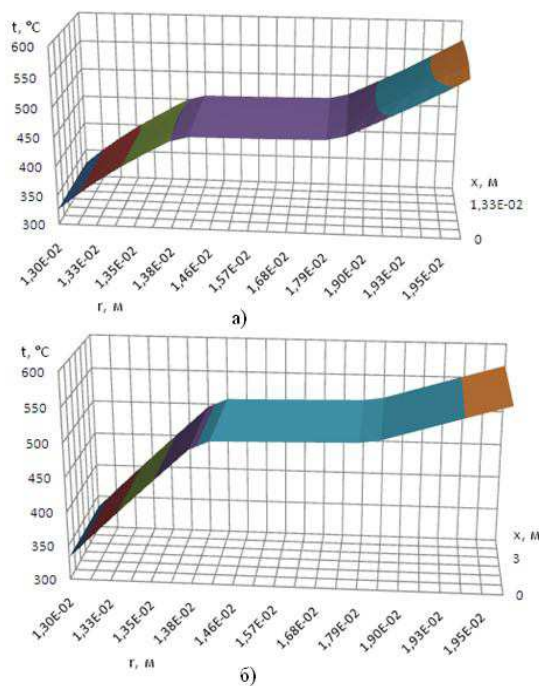 t, °C
600
550
500
450
400
350
300
x, м
1,33E-02
0
1,30E-02
1,33E-02
1,35E-02
1,38E-02
1,46E-02
1,57E-02
1,68E-02
1,79E-02
1,90E-02
1,93E-02
1,95E-02
r, м
а)
t, °C
600
550
500
450
400
350
300
x, м
3
0
1,30E-02
1,33E-02
1,35E-02
1,38E-02
1,46E-02
1,57E-02
1,68E-02
1,79E-02
1,90E-02
1,93E-02
1,95E-02
r, м
б)